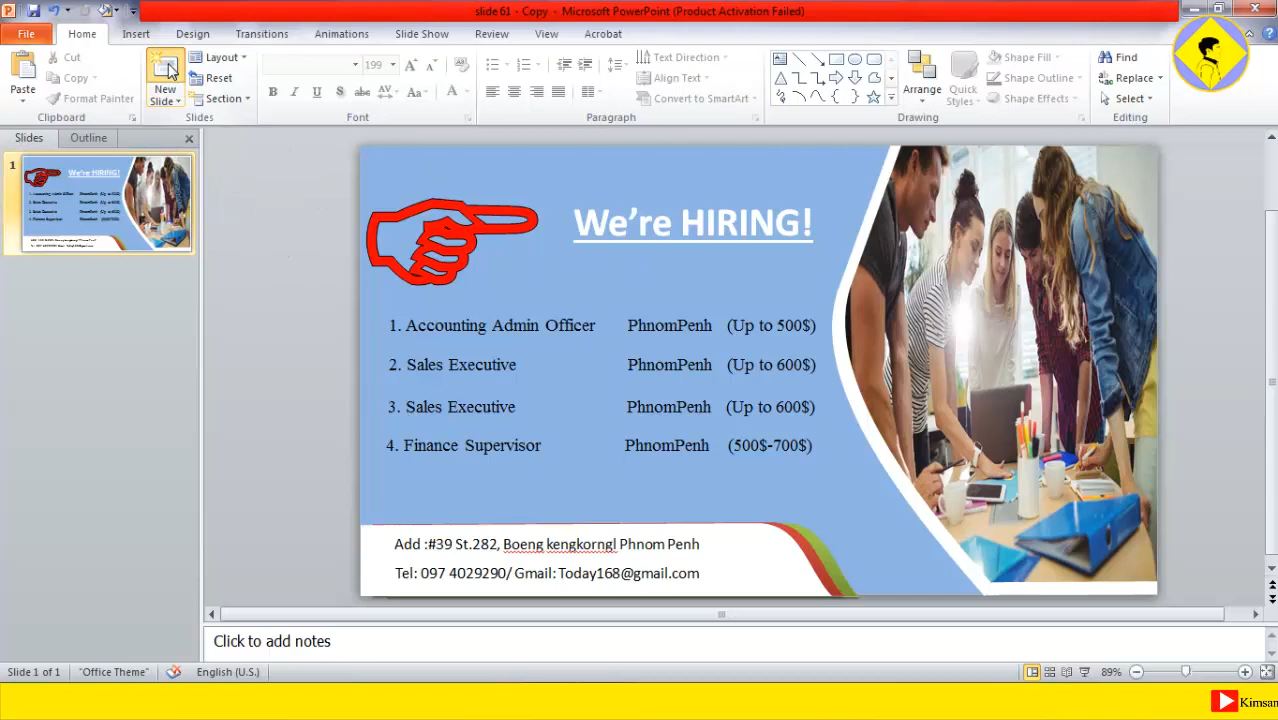 slide 61 - Copy - Microsoft PowerPoint (Product Activation Failed)
File Home Insert Design Transitions Animations Slide Show Review View Acrobat
Paste
Cut
Copy
Format Painter
Clipboard
New Slide
Layout
Reset
Section
Slides
199
Font
Text Direction
Align Text
Convert to SmartArt
Paragraph
Arrange
Quick Styles
Shape Fill
Shape Outline
Shape Effects
Drawing
Find
Replace
Select
Editing
Slides Outline
1
We're HIRING!
1. Accounting Admin Officer PhnomPenh (Up to 500$)
2. Sales Executive PhnomPenh (Up to 600$)
3. Sales Executive PhnomPenh (Up to 600$)
4. Finance Supervisor PhnomPenh (500$-700$)
Add :#39 St.282, Boeng kengkorngl Phnom Penh
Tel: 097 4029290/ Gmail: Today168@gmail.com
Click to add notes
Slide 1 of 1 "Office Theme" English (U.S.) 89%
Kimsan